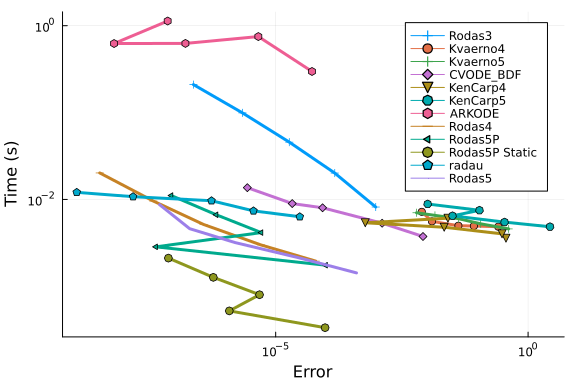 10⁰
10⁻²
Time (s)
10⁻⁵
10⁰
Error
Rodas3
Kvaerno4
Kvaerno5
CVODE_BDF
KenCarp4
KenCarp5
ARKODE
Rodas4
Rodas5P
Rodas5P Static
radau
Rodas5